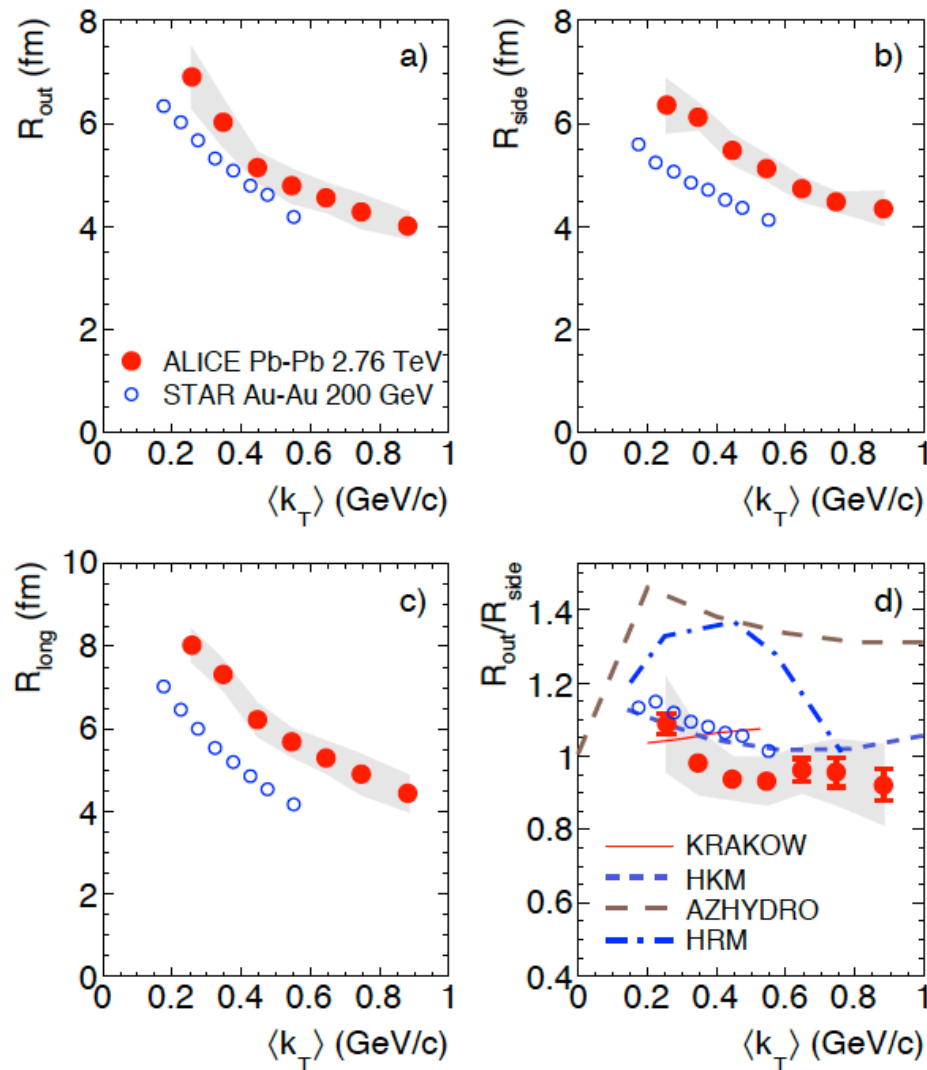 a)
R_out (fm)
8
6
4
2
0
ALICE Pb-Pb 2.76 TeV
STAR Au-Au 200 GeV
0 0.2 0.4 0.6 0.8 1
⟨k_T⟩ (GeV/c)
b)
R_side (fm)
8
6
4
2
0
0 0.2 0.4 0.6 0.8 1
⟨k_T⟩ (GeV/c)
c)
R_long (fm)
10
8
6
4
2
0
0 0.2 0.4 0.6 0.8 1
⟨k_T⟩ (GeV/c)
d)
R_out/R_side
1.4
1.2
1
0.8
0.6
0.4
KRAKOW
HKM
AZHYDRO
HRM
0 0.2 0.4 0.6 0.8 1
⟨k_T⟩ (GeV/c)